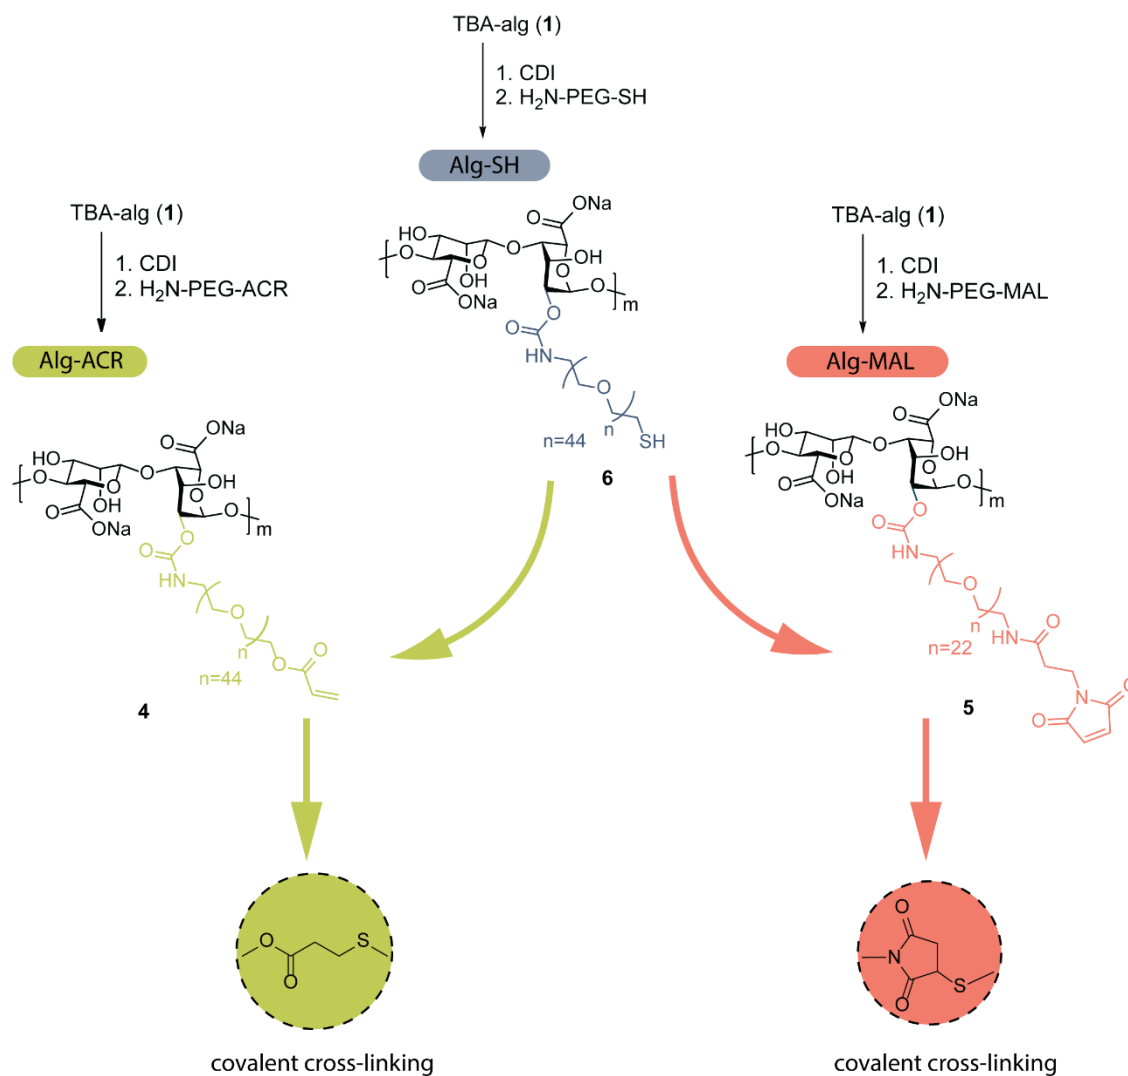 TBA-alg (1)
1. CDI
2. H2N-PEG-SH
Alg-SH
ONa
O
HO
O
O
OH
O
O
OH
O
O
O
ONa
m
O
O
HN
O
n
n=44
SH
6
TBA-alg (1)
1. CDI
2. H2N-PEG-ACR
Alg-ACR
ONa
O
HO
O
O
OH
O
O
OH
O
O
O
ONa
m
O
O
HN
O
n
n=44
O
O
4
TBA-alg (1)
1. CDI
2. H2N-PEG-MAL
Alg-MAL
ONa
O
HO
O
O
OH
O
O
OH
O
O
O
ONa
m
O
O
HN
O
n
n=22
HN
O
N
O
O
5
O
O
S
covalent cross-linking
O
N
O
S
covalent cross-linking